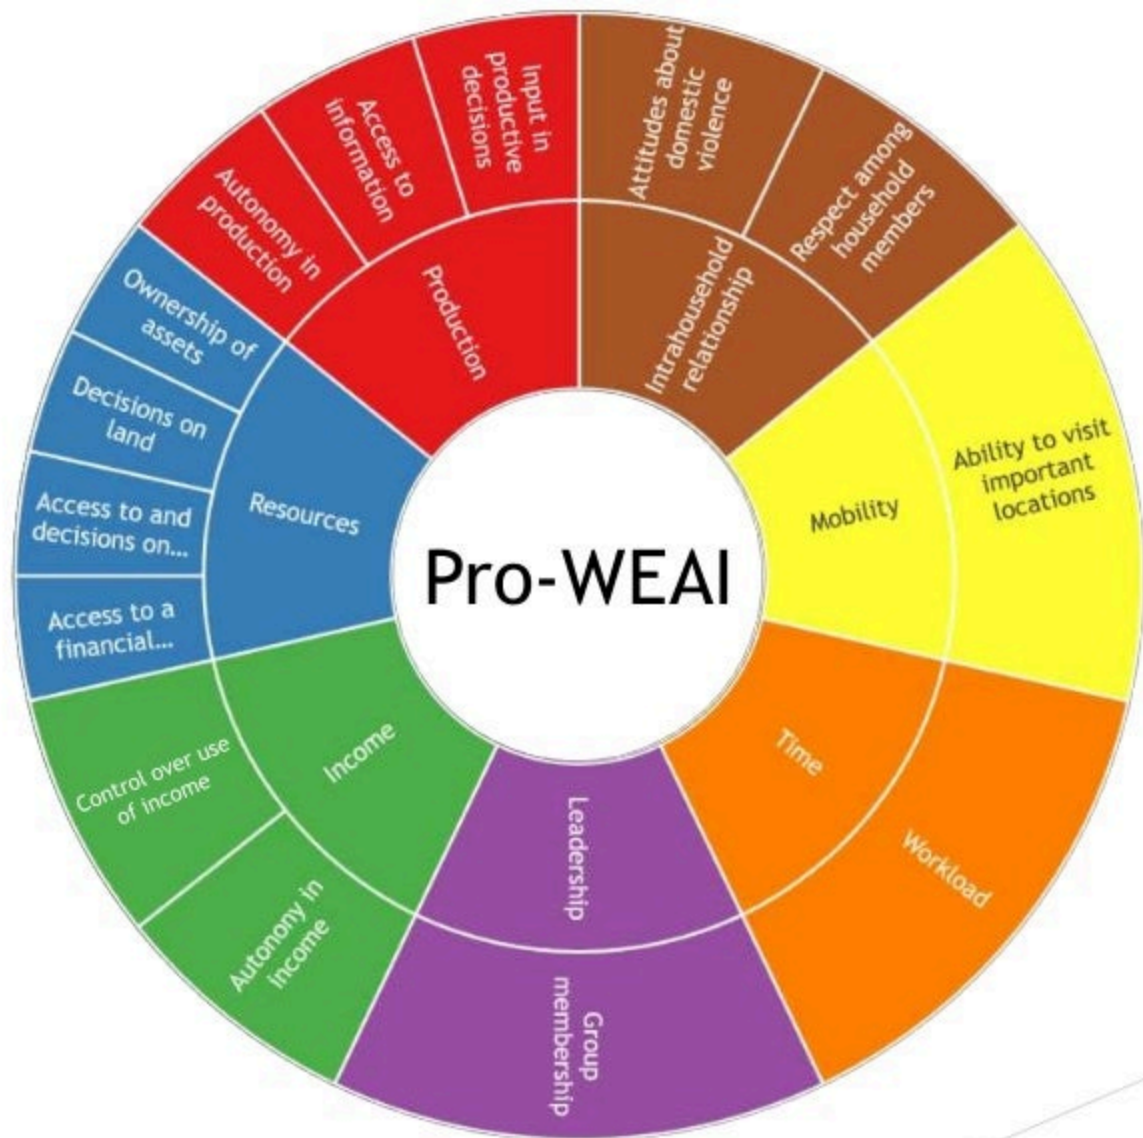 Input in
productive
decisions
Access to
information
Autonomy in
production
Production
Attitudes about
domestic
violence
Respect among
household
members
Intrahousehold
relationship
Ownership of
assets
Decisions on
land
Access to and
decisions on...
Access to a
financial...
Resources
Pro-WEAI
Mobility
Ability to visit
important
locations
Income
Control over use
of income
Autonony in
income
Leadership
Group
membership
Time
Workload